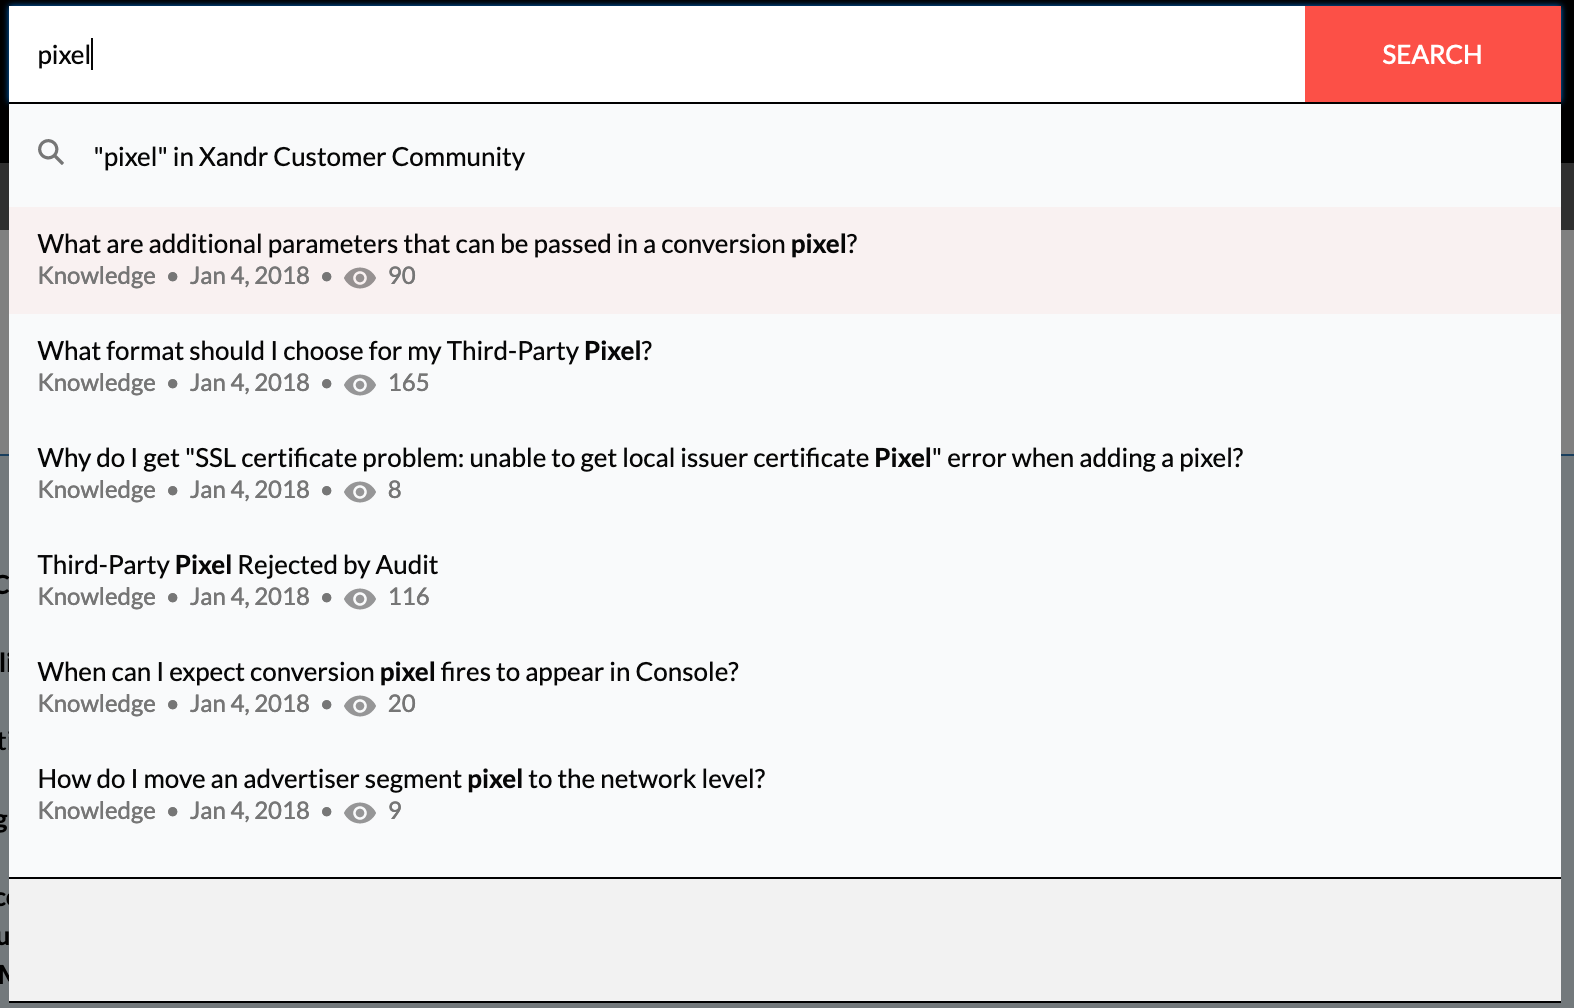 pixel
SEARCH
"pixel" in Xandr Customer Community
What are additional parameters that can be passed in a conversion pixel?
Knowledge • Jan 4, 2018 • 90
What format should I choose for my Third-Party Pixel?
Knowledge • Jan 4, 2018 • 165
Why do I get "SSL certificate problem: unable to get local issuer certificate Pixel" error when adding a pixel?
Knowledge • Jan 4, 2018 • 8
Third-Party Pixel Rejected by Audit
Knowledge • Jan 4, 2018 • 116
When can I expect conversion pixel fires to appear in Console?
Knowledge • Jan 4, 2018 • 20
How do I move an advertiser segment pixel to the network level?
Knowledge • Jan 4, 2018 • 9